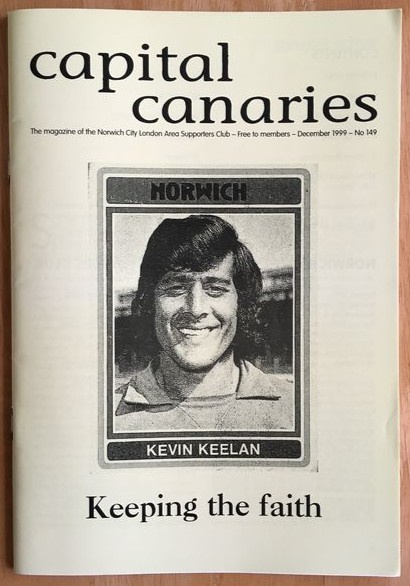 capital
canaries
The magazine of the Norwich City London Area Supporters Club – Free to members – December 1999 – No 149
NORWICH
KEVIN KEELAN
Keeping the faith